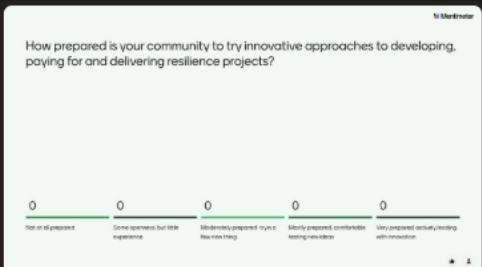 Mentimeter
How prepared is your community to try innovative approaches to developing,
paying for and delivering resilience projects?
0 0 0 0 0
Not at all prepared Some openness, but little Moderately prepared Mostly prepared, comfortable Very prepared actively leading
experience few new thing testing new ideas with innovation